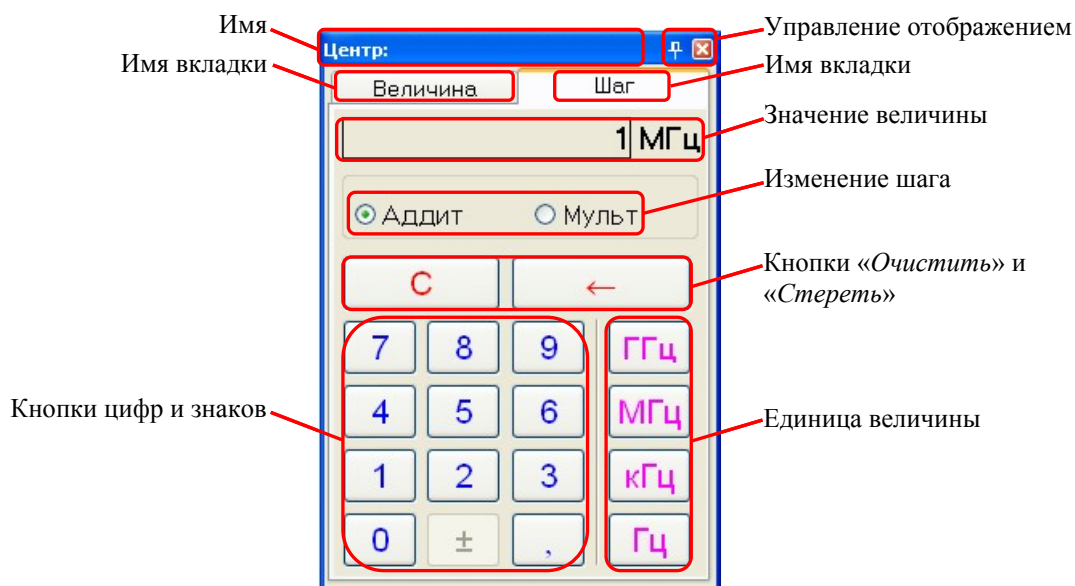 Имя
Управление отображением
Центр:
Имя вкладки
Имя вкладки
Величина
Шаг
Значение величины
1 МГц
Изменение шага
Аддит
Мульт
Кнопки «Очистить» и
«Стереть»
С
←
7 8 9 ГГц
Кнопки цифр и знаков
4 5 6 МГц
Единица величины
1 2 3 кГц
0 ± , Гц